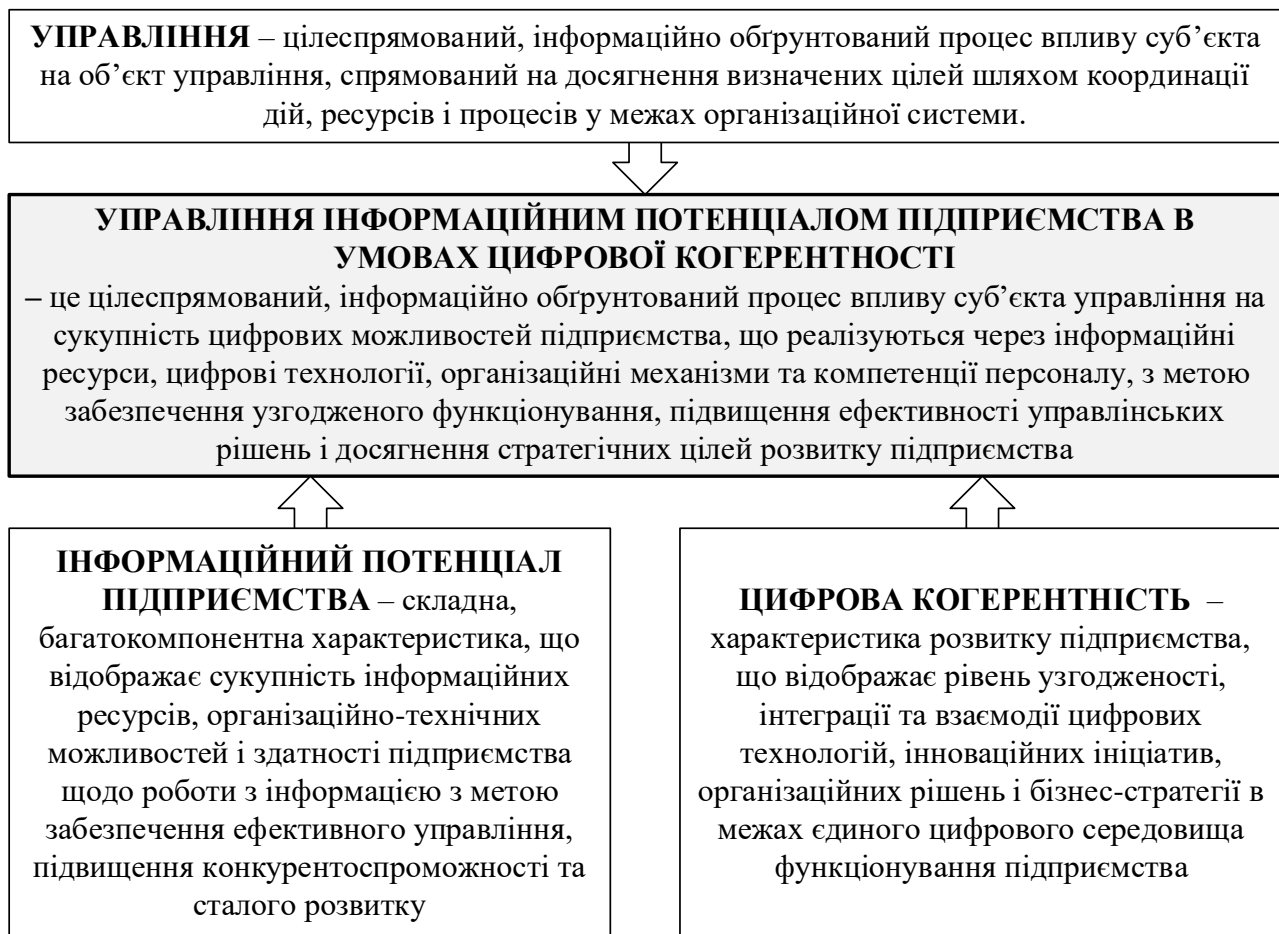 УПРАВЛІННЯ – цілеспрямований, інформаційно обґрунтований процес впливу суб’єкта
на об’єкт управління, спрямований на досягнення визначених цілей шляхом координації
дій, ресурсів і процесів у межах організаційної системи.
УПРАВЛІННЯ ІНФОРМАЦІЙНИМ ПОТЕНЦІАЛОМ ПІДПРИЄМСТВА В
УМОВАХ ЦИФРОВОЇ КОГЕРЕНТНОСТІ
– це цілеспрямований, інформаційно обґрунтований процес впливу суб’єкта управління на
сукупність цифрових можливостей підприємства, що реалізуються через інформаційні
ресурси, цифрові технології, організаційні механізми та компетенції персоналу, з метою
забезпечення узгодженого функціонування, підвищення ефективності управлінських
рішень і досягнення стратегічних цілей розвитку підприємства
ІНФОРМАЦІЙНИЙ ПОТЕНЦІАЛ
ПІДПРИЄМСТВА – складна,
багатокомпонентна характеристика, що
відображає сукупність інформаційних
ресурсів, організаційно-технічних
можливостей і здатності підприємства
щодо роботи з інформацією з метою
забезпечення ефективного управління,
підвищення конкурентоспроможності та
сталого розвитку
ЦИФРОВА КОГЕРЕНТНІСТЬ –
характеристика розвитку підприємства,
що відображає рівень узгодженості,
інтеграції та взаємодії цифрових
технологій, інноваційних ініціатив,
організаційних рішень і бізнес-стратегії в
межах єдиного цифрового середовища
функціонування підприємства